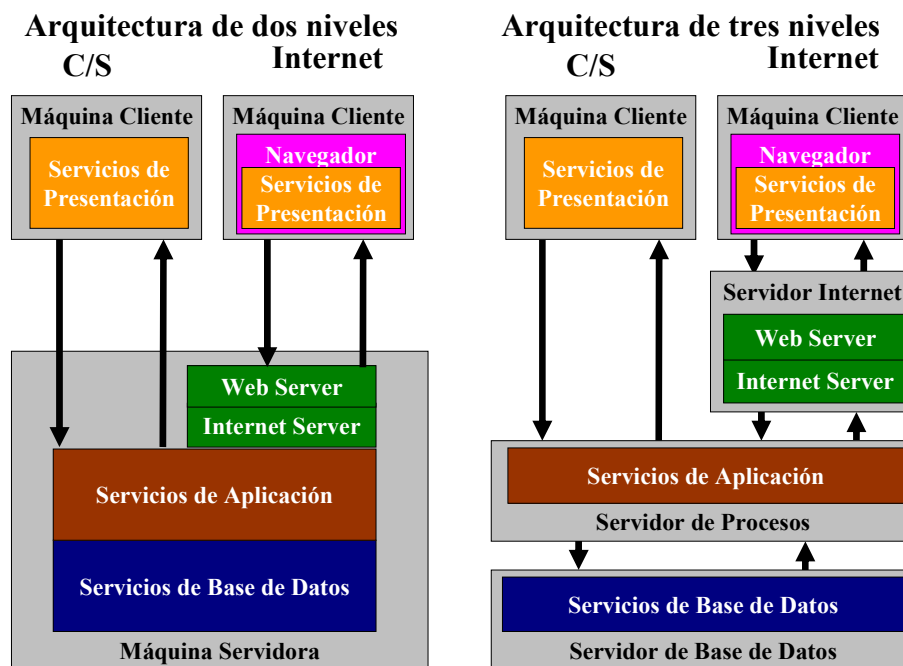 Arquitectura de dos niveles
C/S
Internet
Máquina Cliente
Servicios de
Presentación
Máquina Cliente
Navegador
Servicios de
Presentación
Web Server
Internet Server
Servicios de Aplicación
Servicios de Base de Datos
Máquina Servidora
Arquitectura de tres niveles
C/S
Internet
Máquina Cliente
Servicios de
Presentación
Máquina Cliente
Navegador
Servicios de
Presentación
Servidor Internet
Web Server
Internet Server
Servicios de Aplicación
Servidor de Procesos
Servicios de Base de Datos
Servidor de Base de Datos